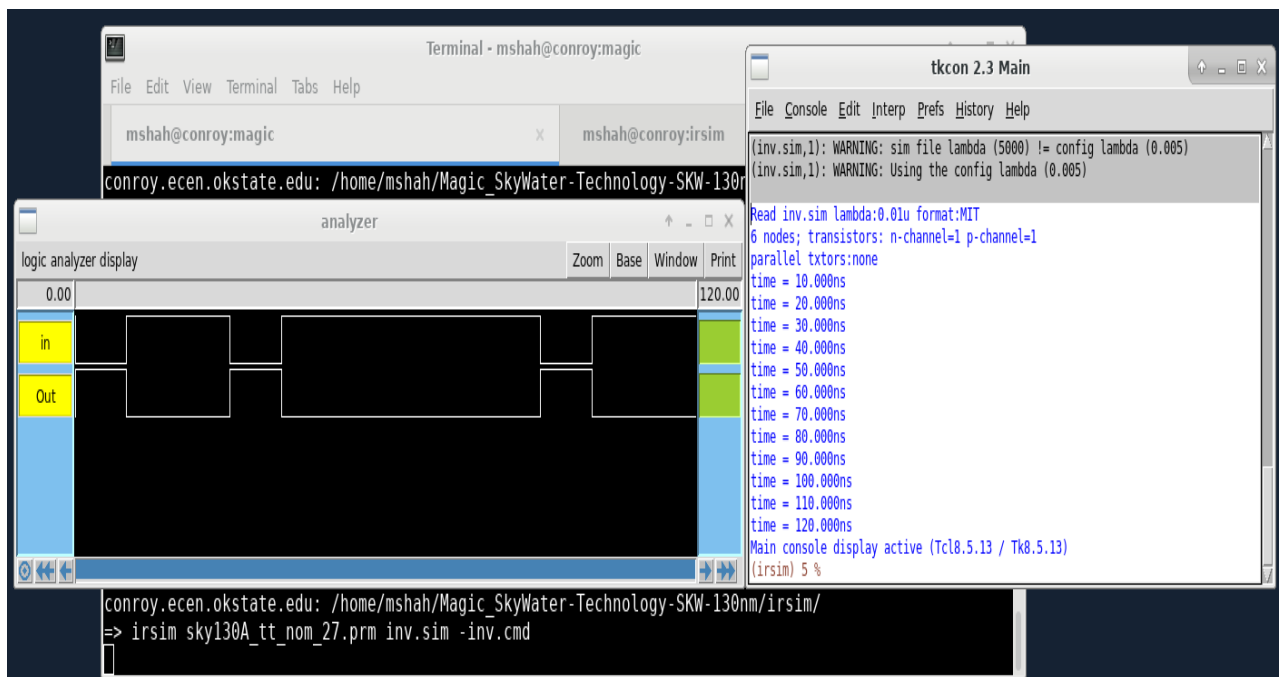 Terminal - mshah@conroy:magic
File Edit View Terminal Tabs Help
mshah@conroy:magic
mshah@conroy:irsim
conroy.ecen.okstate.edu: /home/mshah/Magic_SkyWater-Technology-SKW-130
analyzer
logic analyzer display
Zoom Base Window Print
0.00
120.00
in
Out
conroy.ecen.okstate.edu: /home/mshah/Magic_SkyWater-Technology-SKW-130nm/irsim/
=> irsim sky130A_tt_nom_27.prm inv.sim -inv.cmd
tkcon 2.3 Main
File Console Edit Interp Prefs History Help
(inv.sim,1): WARNING: sim file lambda (5000) != config lambda (0.005)
(inv.sim,1): WARNING: Using the config lambda (0.005)
Read inv.sim lambda:0.01u format:MIT
6 nodes; transistors: n-channel=1 p-channel=1
parallel txtors:none
time = 10.000ns
time = 20.000ns
time = 30.000ns
time = 40.000ns
time = 50.000ns
time = 60.000ns
time = 70.000ns
time = 80.000ns
time = 90.000ns
time = 100.000ns
time = 110.000ns
time = 120.000ns
Main console display active (Tcl8.5.13 / Tk8.5.13)
(irsim) 5 %